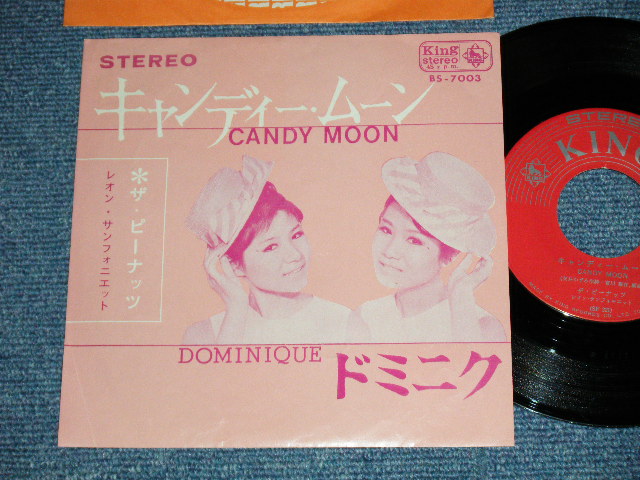 STEREO
King
stereo
45 r.p.m.
BS-7003
キャンディー・ムーン
CANDY MOON
*ザ・ピーナッツ
レオン・サンフォニエット
DOMINIQUE
ドミニク
STEREO
KING
キャンディー・ムー
CANDY MOON
ザ・ピーナッツ